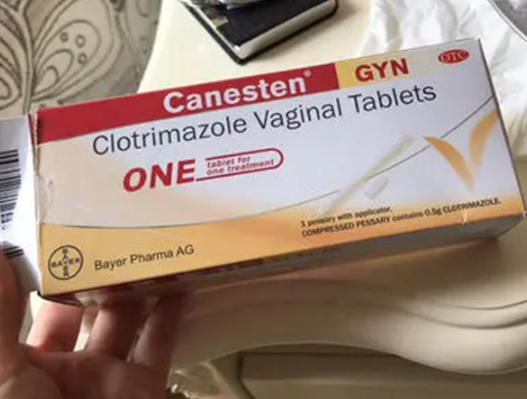 Canesten® GYN
OTC
Clotrimazole Vaginal Tablets
ONE
tablet for
one treatment
1 pessary with applicator.
COMPRESSED PESSARY contains 0.5g CLOTRIMAZOLE.
BAYER
BAYER
Bayer Pharma AG